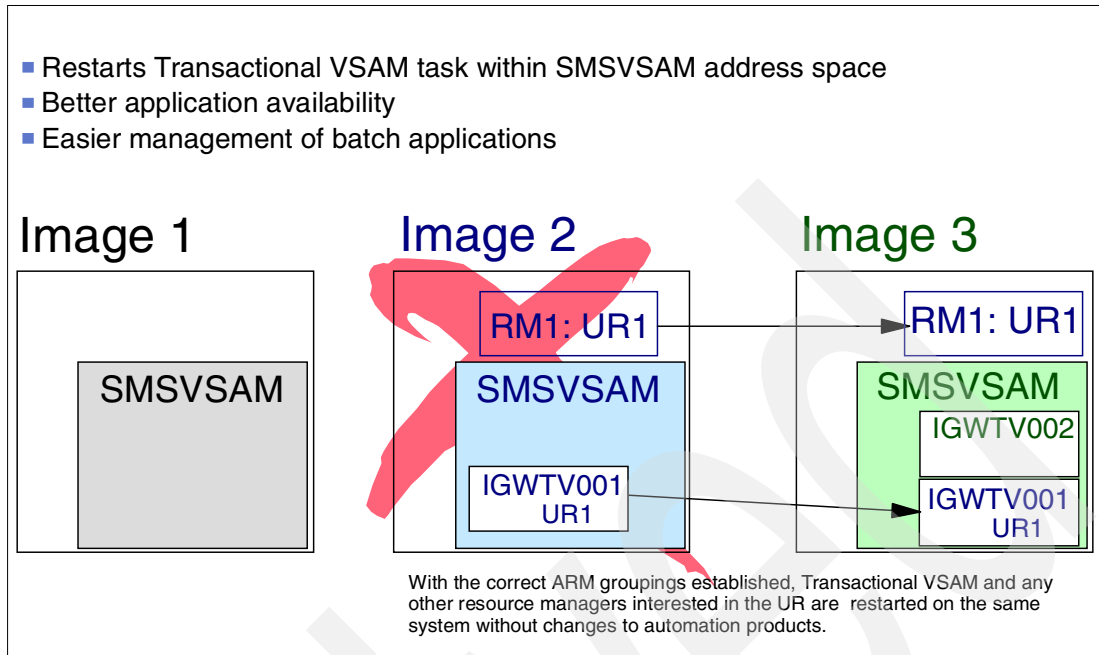 Restarts Transactional VSAM task within SMSVSAM address space
Better application availability
Easier management of batch applications
Image 1
Image 2
Image 3
RM1: UR1
RM1: UR1
SMSVSAM
SMSVSAM
SMSVSAM
IGWTV002
IGWTV001
UR1
IGWTV001
UR1
With the correct ARM groupings established, Transactional VSAM and any
other resource managers interested in the UR are restarted on the same
system without changes to automation products.